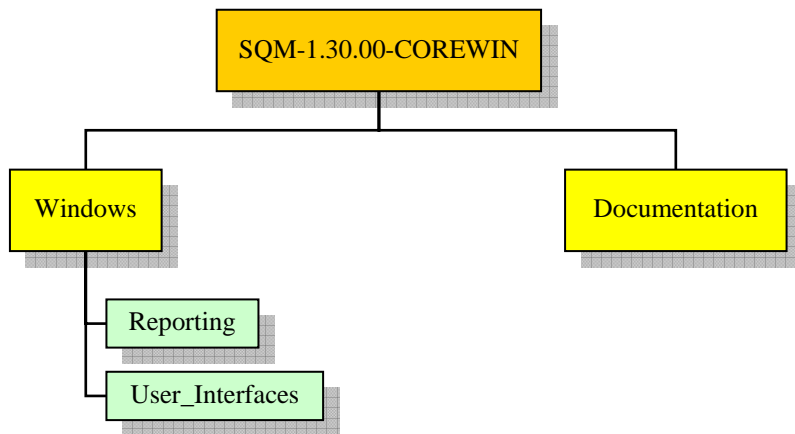 SQM-1.30.00-COREWIN
Windows
Documentation
Reporting
User_Interfaces